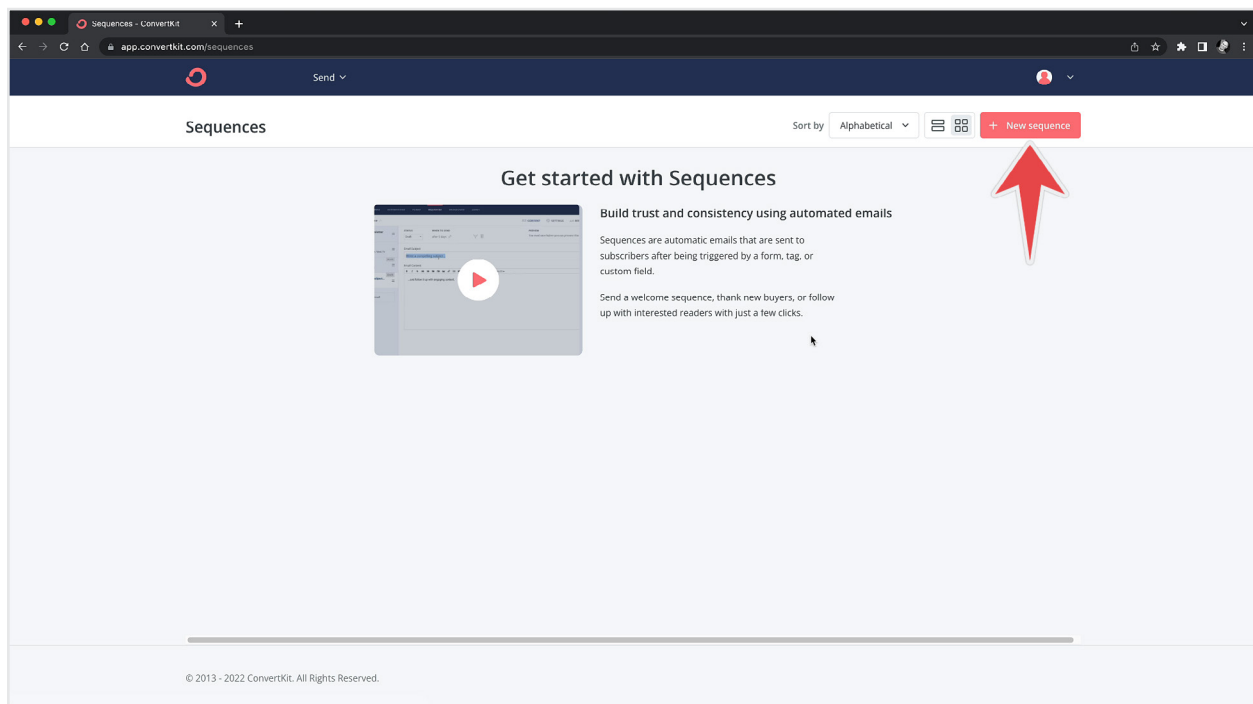 Sequences - ConvertKit
app.convertkit.com/sequences
Send
Sequences
Sort by
Alphabetical
+ New sequence
Get started with Sequences
Build trust and consistency using automated emails
Sequences are automatic emails that are sent to
subscribers after being triggered by a form, tag, or
custom field.
Send a welcome sequence, thank new buyers, or follow
up with interested readers with just a few clicks.
© 2013 - 2022 ConvertKit. All Rights Reserved.